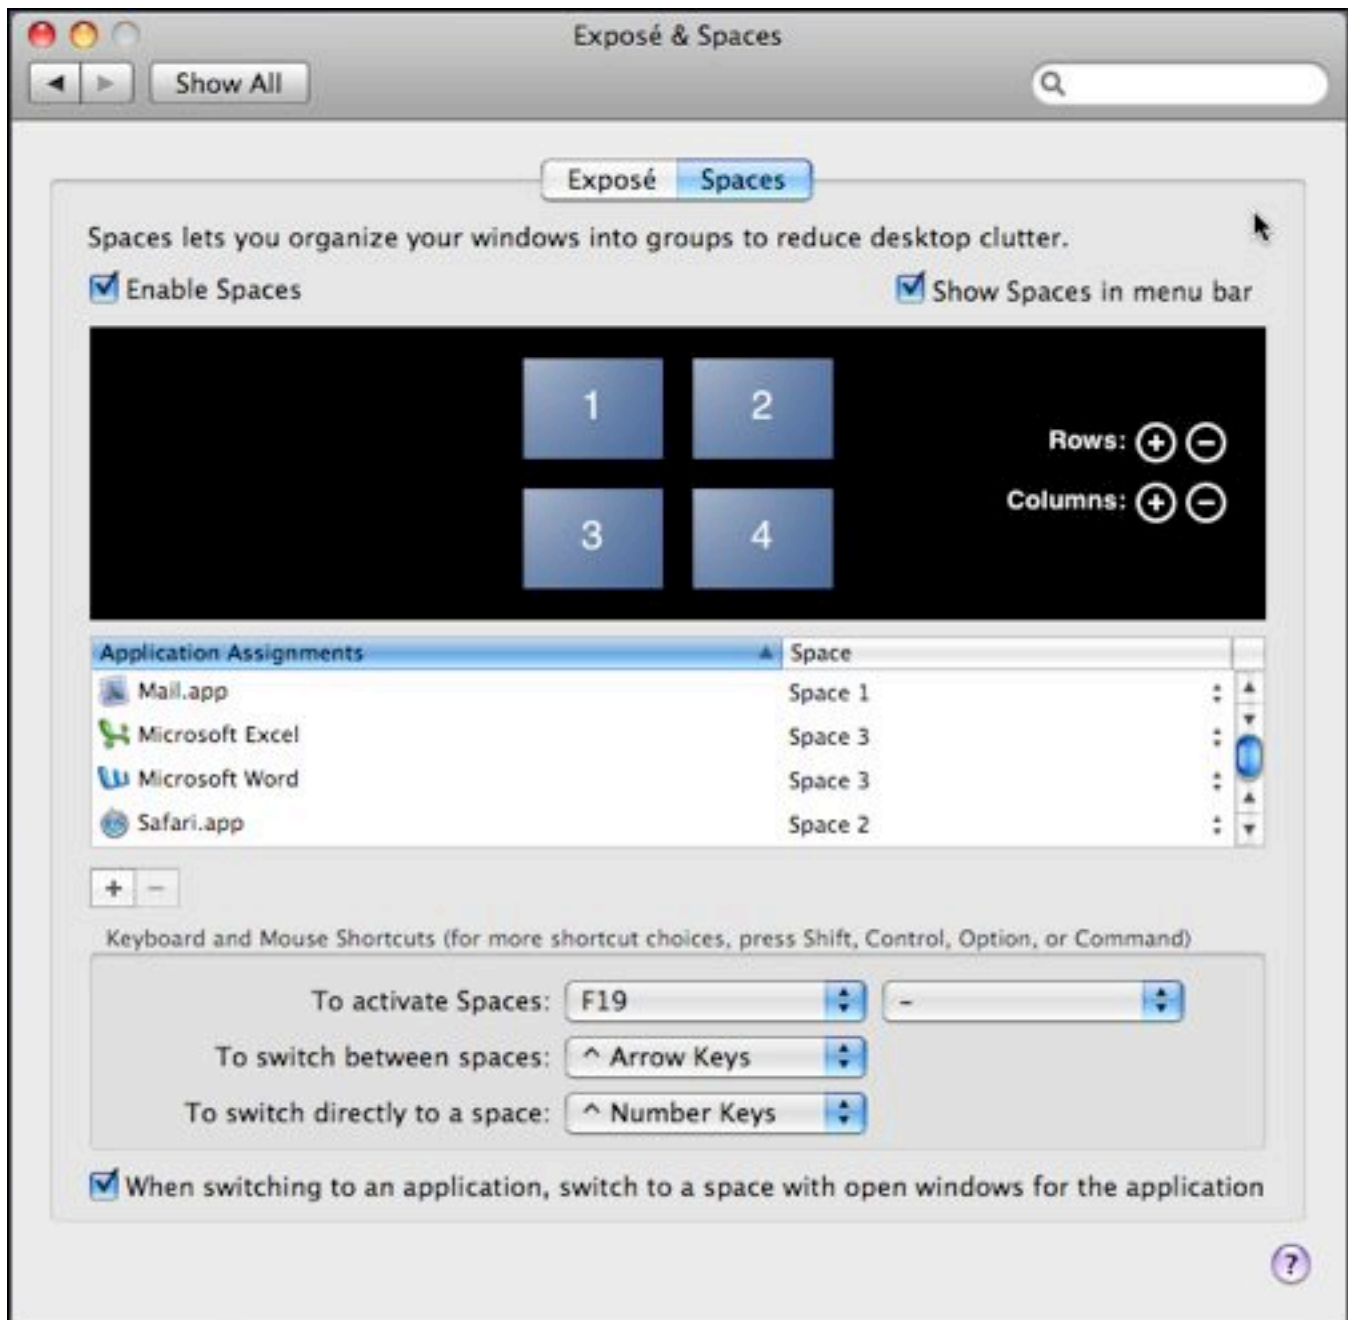 Exposé & Spaces
Show All
Exposé Spaces
Spaces lets you organize your windows into groups to reduce desktop clutter.
Enable Spaces Show Spaces in menu bar
1 2
Rows: + −
Columns: + −
3 4
Application Assignments Space
Mail.app Space 1
Microsoft Excel Space 3
Microsoft Word Space 3
Safari.app Space 2
+ −
Keyboard and Mouse Shortcuts (for more shortcut choices, press Shift, Control, Option, or Command)
To activate Spaces: F19 –
To switch between spaces: ^ Arrow Keys
To switch directly to a space: ^ Number Keys
When switching to an application, switch to a space with open windows for the application
?